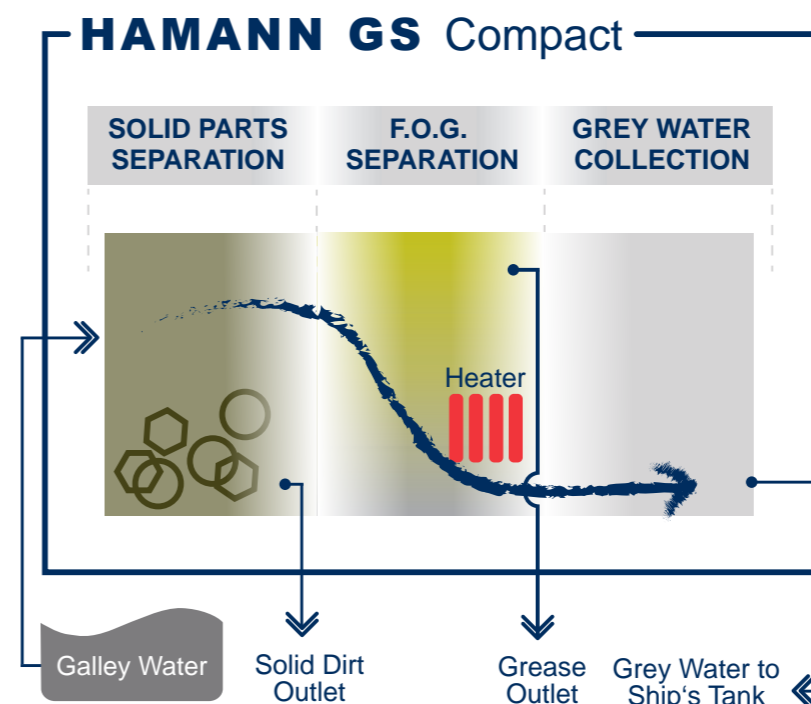 HAMANN GS Compact
SOLID PARTS
SEPARATION
F.O.G.
SEPARATION
GREY WATER
COLLECTION
Heater
Galley Water
Solid Dirt
Outlet
Grease
Outlet
Grey Water to
Ship‘s Tank